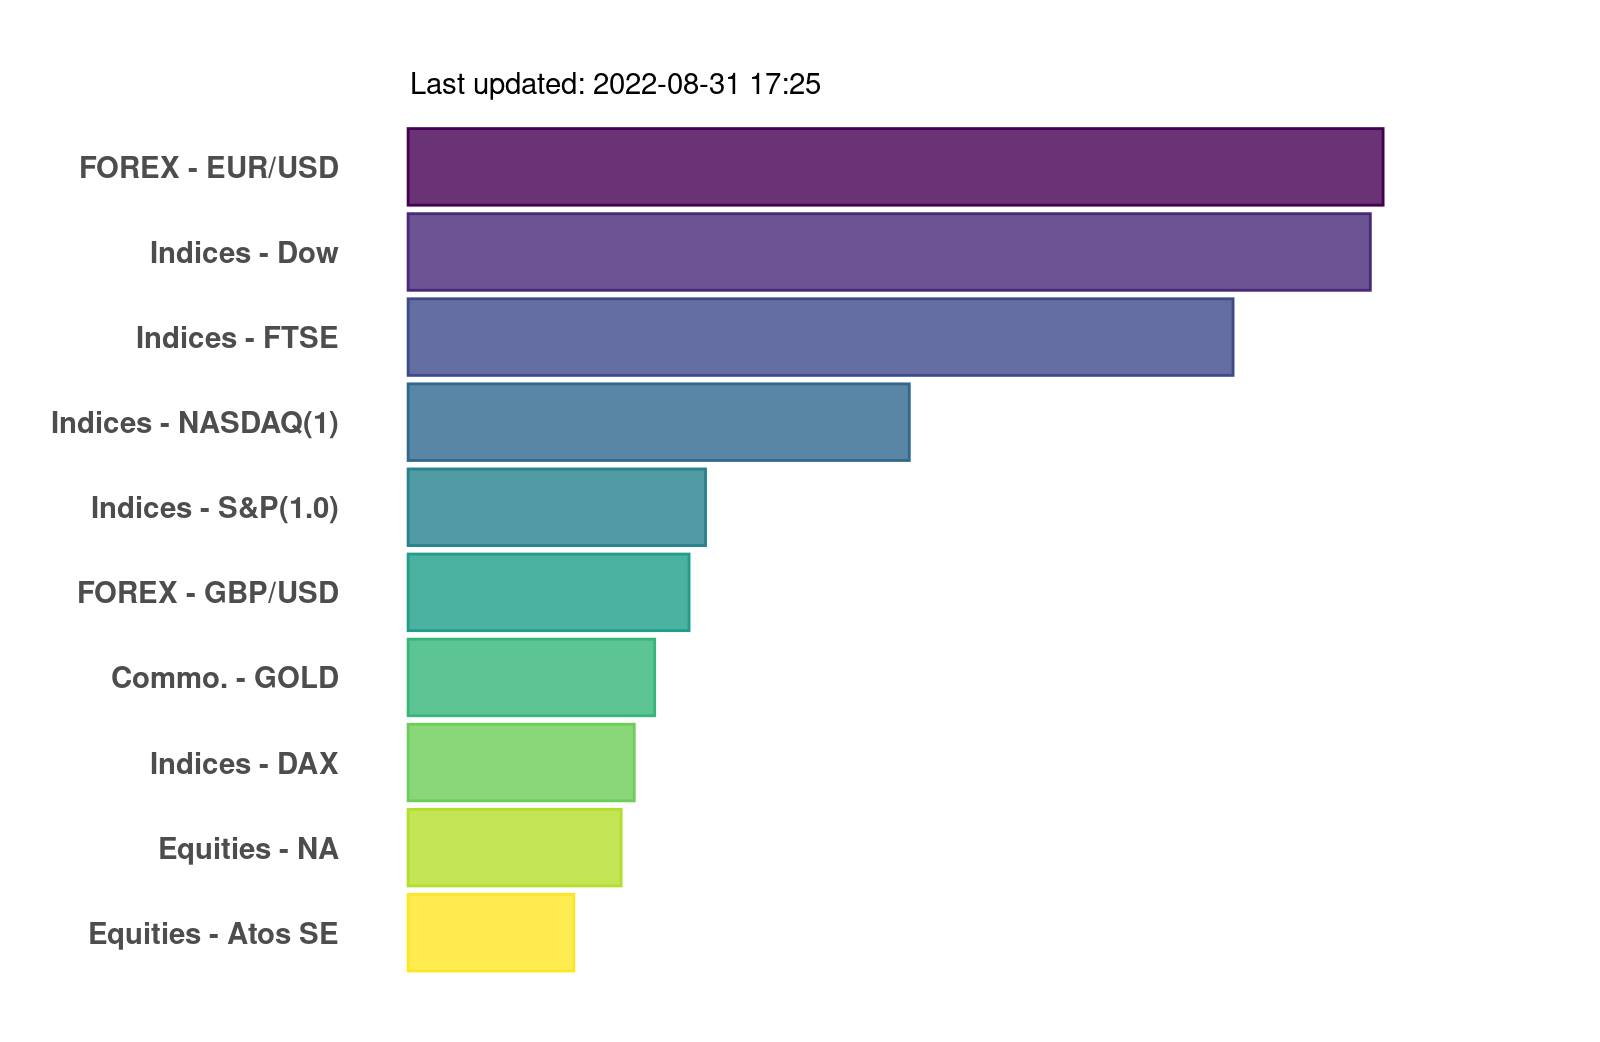 Last updated: 2022-08-31 17:25
FOREX - EUR/USD
Indices - Dow
Indices - FTSE
Indices - NASDAQ(1)
Indices - S&P(1.0)
FOREX - GBP/USD
Commo. - GOLD
Indices - DAX
Equities - NA
Equities - Atos SE